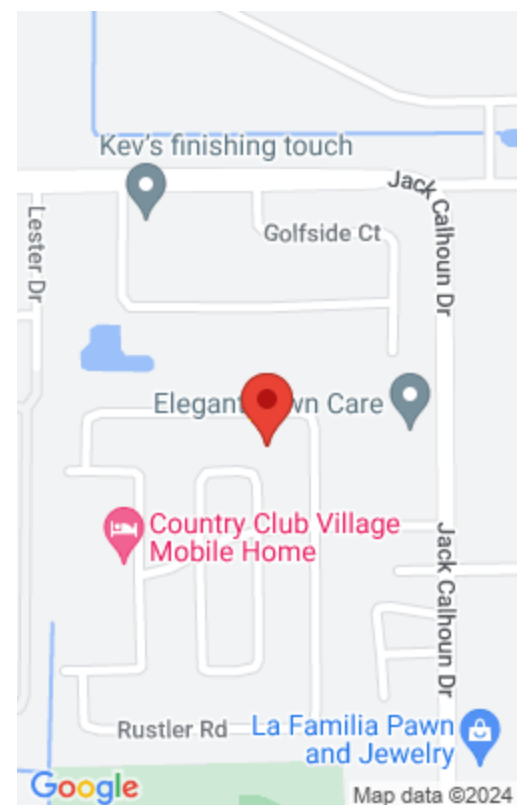 Kev's finishing touch
Jack Calhoun Dr
Lester Dr
Golfside Ct
Elegant wn Care
Country Club Village
Mobile Home
Jack Calhoun Dr
Rustler Rd
La Familia Pawn
and Jewelry
Google
Map data ©2024